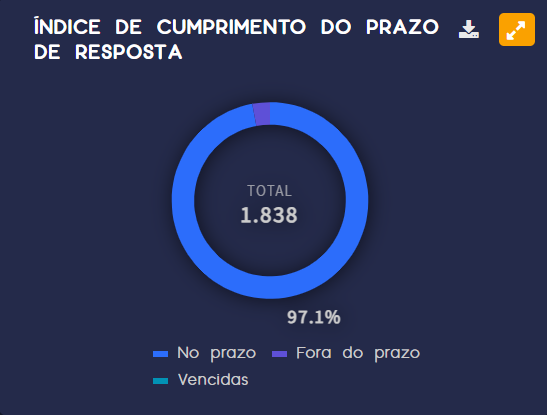 ÍNDICE DE CUMPRIMENTO DO PRAZO
DE RESPOSTA
TOTAL
1.838
97.1%
No prazo Fora do prazo
Vencidas